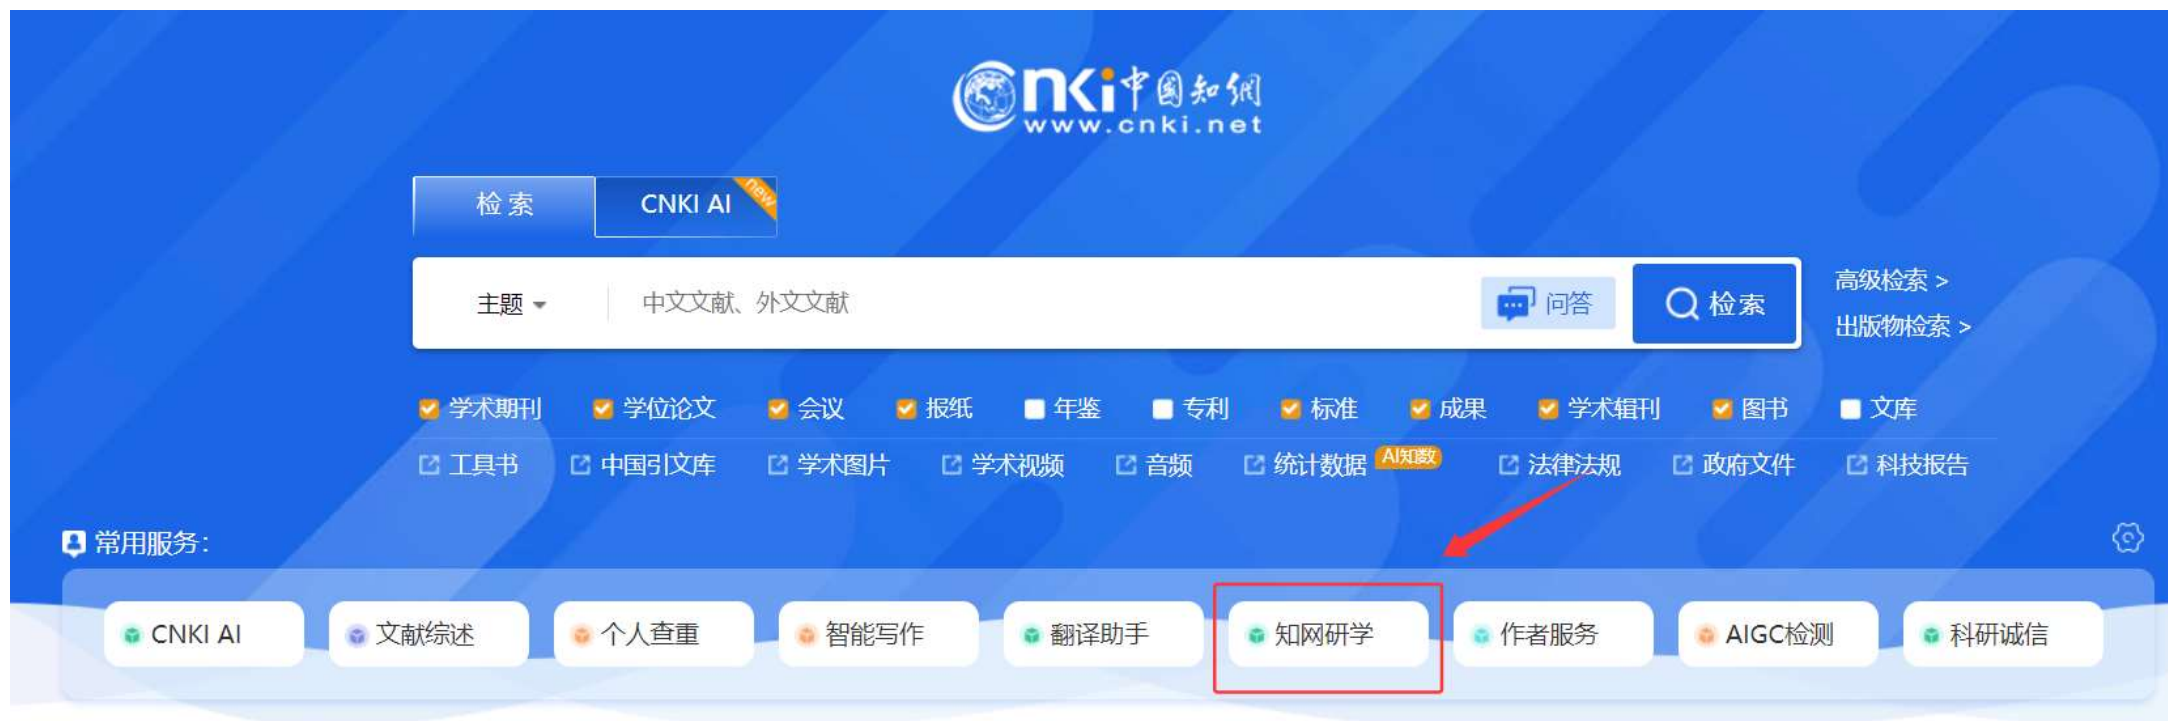 cnki中国知網
www.cnki.net
检索 CNKI AI new
主题 中文文献、外文文献 问答 检索 高级检索 >
出版物检索 >
学术期刊 学位论文 会议 报纸 年鉴 专利 标准 成果 学术辑刊 图书 文库
工具书 中国引文库 学术图片 学术视频 音频 统计数据 AI知数 法律法规 政府文件 科技报告
常用服务:
CNKI AI 文献综述 个人查重 智能写作 翻译助手 知网研学 作者服务 AIGC检测 科研诚信